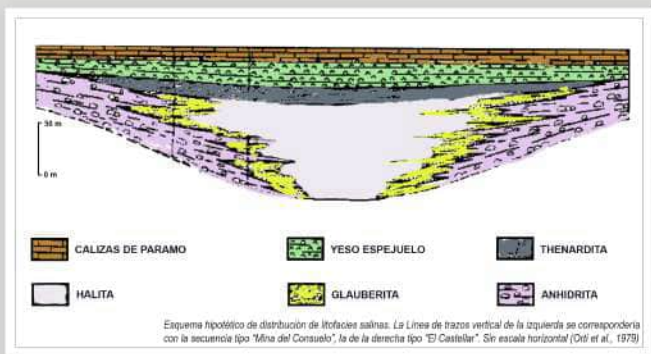 50 m
0 m
CALIZAS DE PARAMO
YESO ESPEJUELO
THENARDITA
HALITA
GLAUBERITA
ANHIDRITA
Esquema hipotético de distribución de litofacies salinas. La Línea de trazos vertical de la izquierda se correspondería
con la secuencia tipo "Mina del Consuelo", la de la derecha tipo "El Castellar". Sin escala horizontal (Ortí et al., 1979)